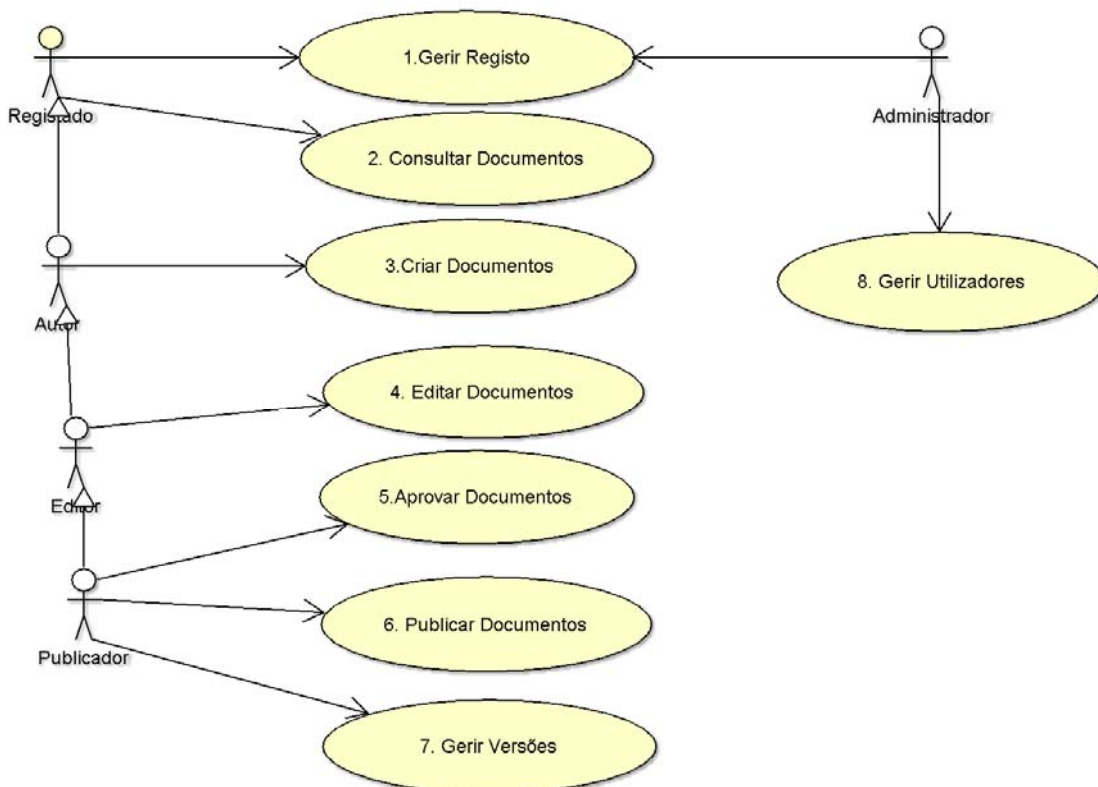 1.Gerir Registo
Registado
Administrador
2. Consultar Documentos
3.Criar Documentos
8. Gerir Utilizadores
Autor
4. Editar Documentos
Editor
5.Aprovar Documentos
6. Publicar Documentos
Publicador
7. Gerir Versões